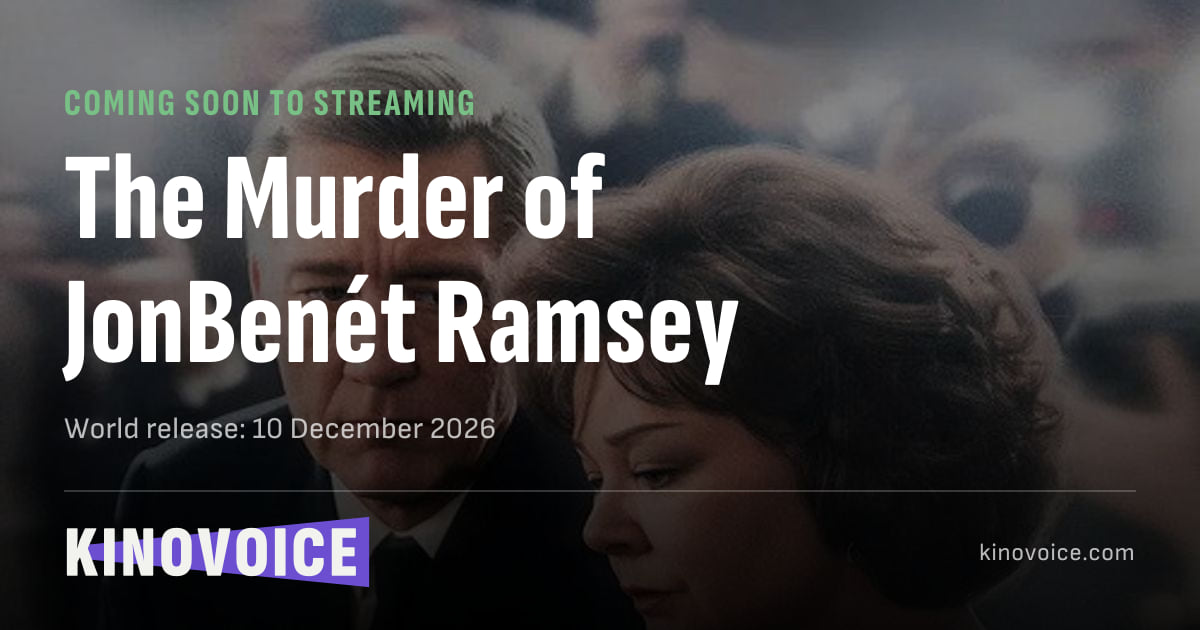 COMING SOON TO STREAMING
The Murder of
JonBenét Ramsey
World release: 10 December 2026
KINOVOICE
kinovoice.com